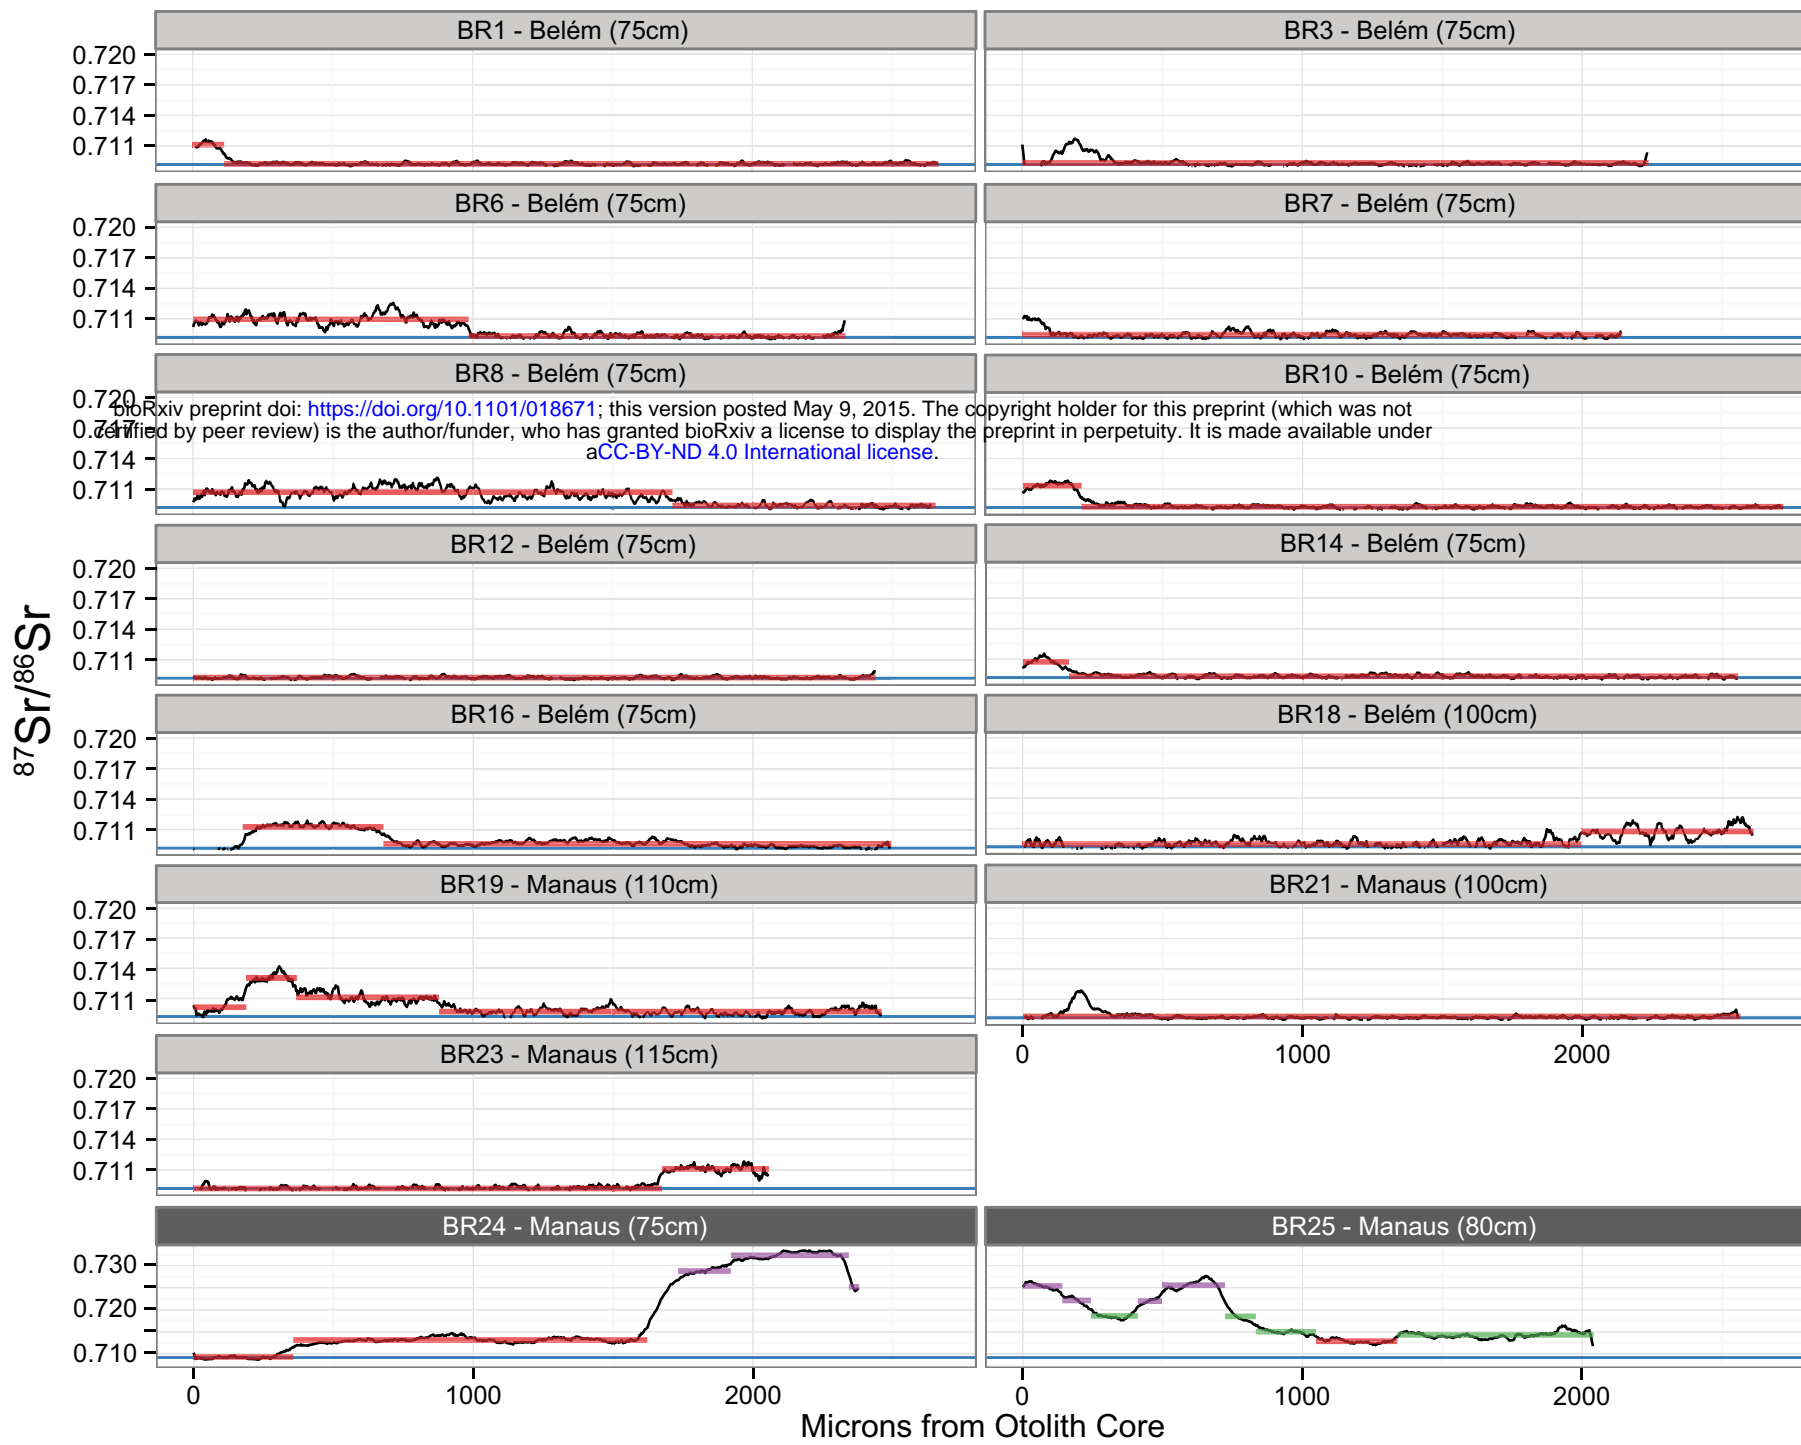 BR1 - Belém (75cm)
BR3 - Belém (75cm)
0.720
0.717
0.714
0.711
BR6 - Belém (75cm)
BR7 - Belém (75cm)
0.720
0.717
0.714
0.711
BR8 - Belém (75cm)
BR10 - Belém (75cm)
0.720
bioRxiv preprint doi: https://doi.org/10.1101/018671; this version posted May 9, 2015. The copyright holder for this preprint (which was not
0.717
certified by peer review) is the author/funder, who has granted bioRxiv a license to display the preprint in perpetuity. It is made available under
aCC-BY-ND 4.0 International license.
0.714
0.711
BR12 - Belém (75cm)
BR14 - Belém (75cm)
0.720
0.717
0.714
0.711
87Sr/86Sr
BR16 - Belém (75cm)
BR18 - Belém (100cm)
0.720
0.717
0.714
0.711
BR19 - Manaus (110cm)
BR21 - Manaus (100cm)
0.720
0.717
0.714
0.711
0 1000 2000
BR23 - Manaus (115cm)
0.720
0.717
0.714
0.711
BR24 - Manaus (75cm)
BR25 - Manaus (80cm)
0.730
0.720
0.710
0 1000 2000
0 1000 2000
Microns from Otolith Core